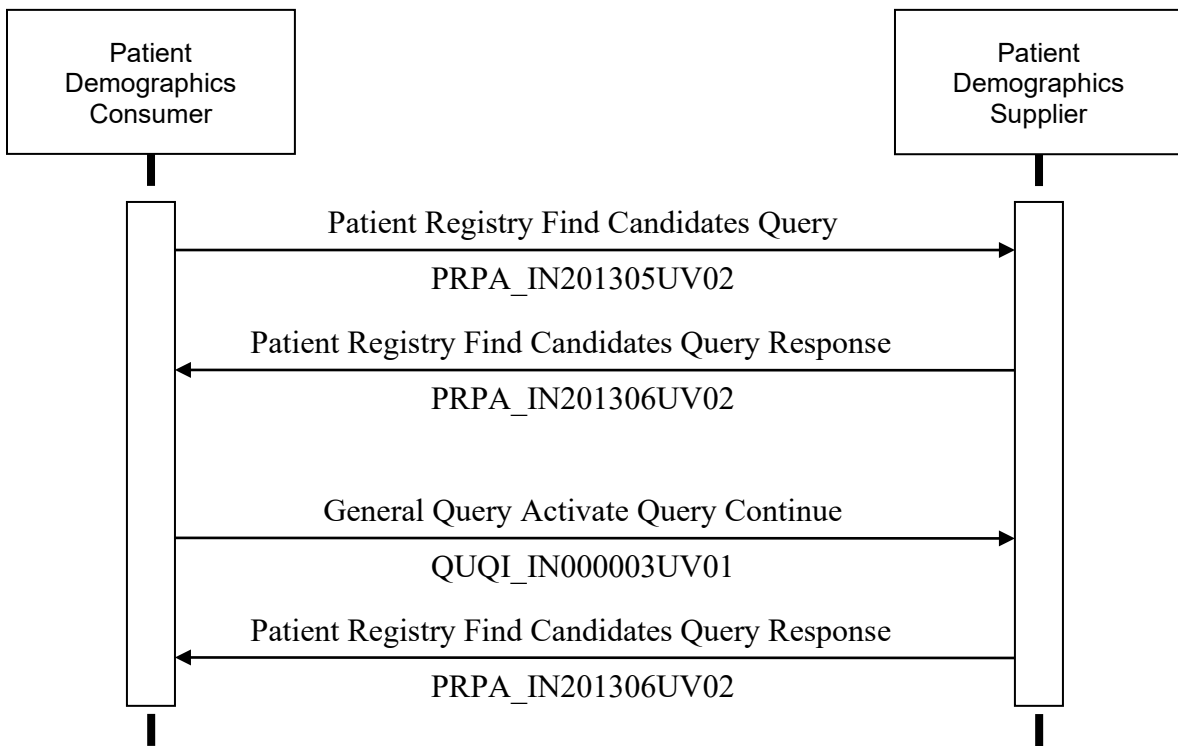 Patient
Demographics
Consumer
Patient
Demographics
Supplier
Patient Registry Find Candidates Query
PRPA_IN201305UV02
Patient Registry Find Candidates Query Response
PRPA_IN201306UV02
General Query Activate Query Continue
QUQI_IN000003UV01
Patient Registry Find Candidates Query Response
PRPA_IN201306UV02